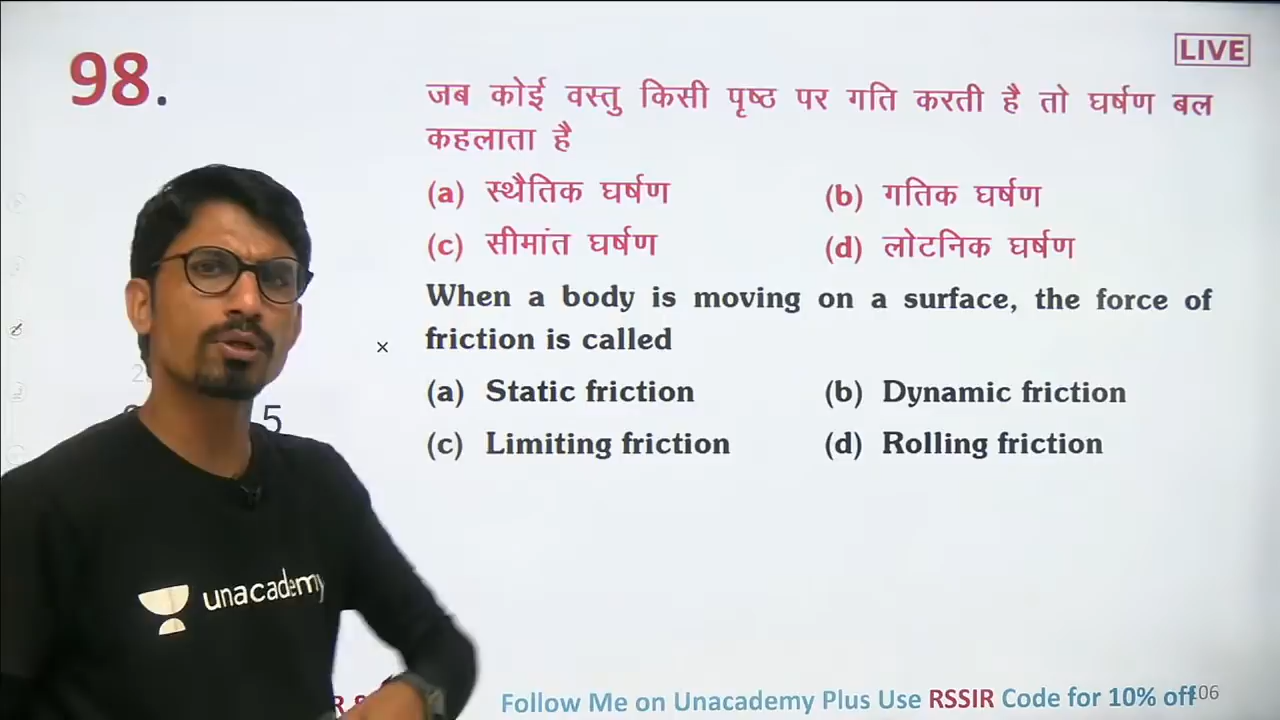 98.
LIVE
जब कोई वस्तु किसी पृष्ठ पर गति करती है तो घर्षण बल
कहलाता है
(a) स्थैतिक घर्षण (b) गतिक घर्षण
(c) सीमांत घर्षण (d) लोटनिक घर्षण
When a body is moving on a surface, the force of
friction is called
(a) Static friction (b) Dynamic friction
(c) Limiting friction (d) Rolling friction
×
5
unacademy
Follow Me on Unacademy Plus Use RSSIR Code for 10% off